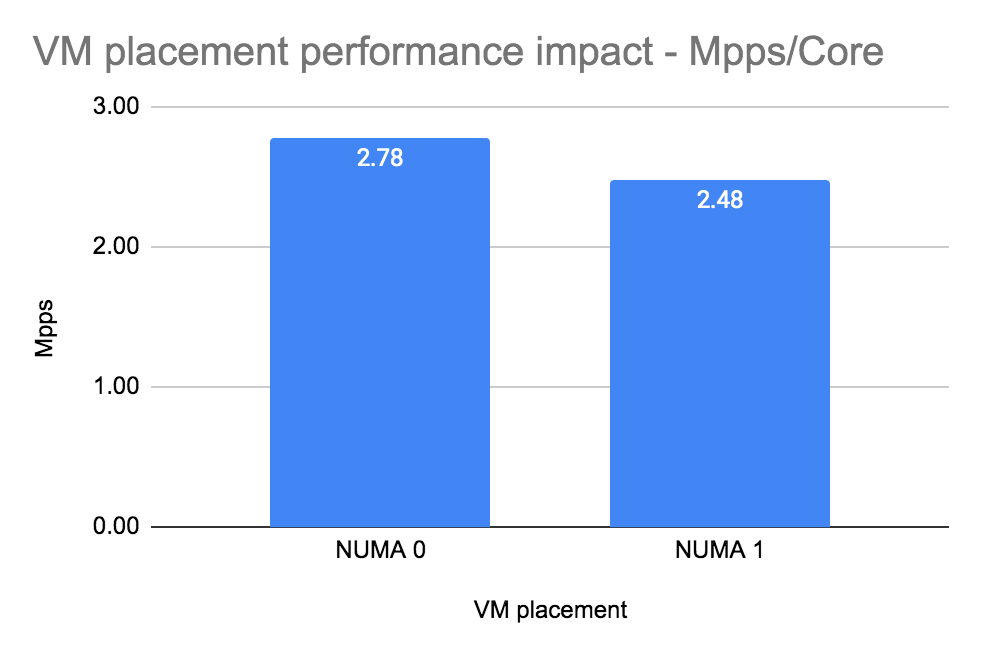 VM placement performance impact - Mpps/Core
3.00
2.78
2.48
2.00
Mpps
1.00
0.00
NUMA 0
NUMA 1
VM placement